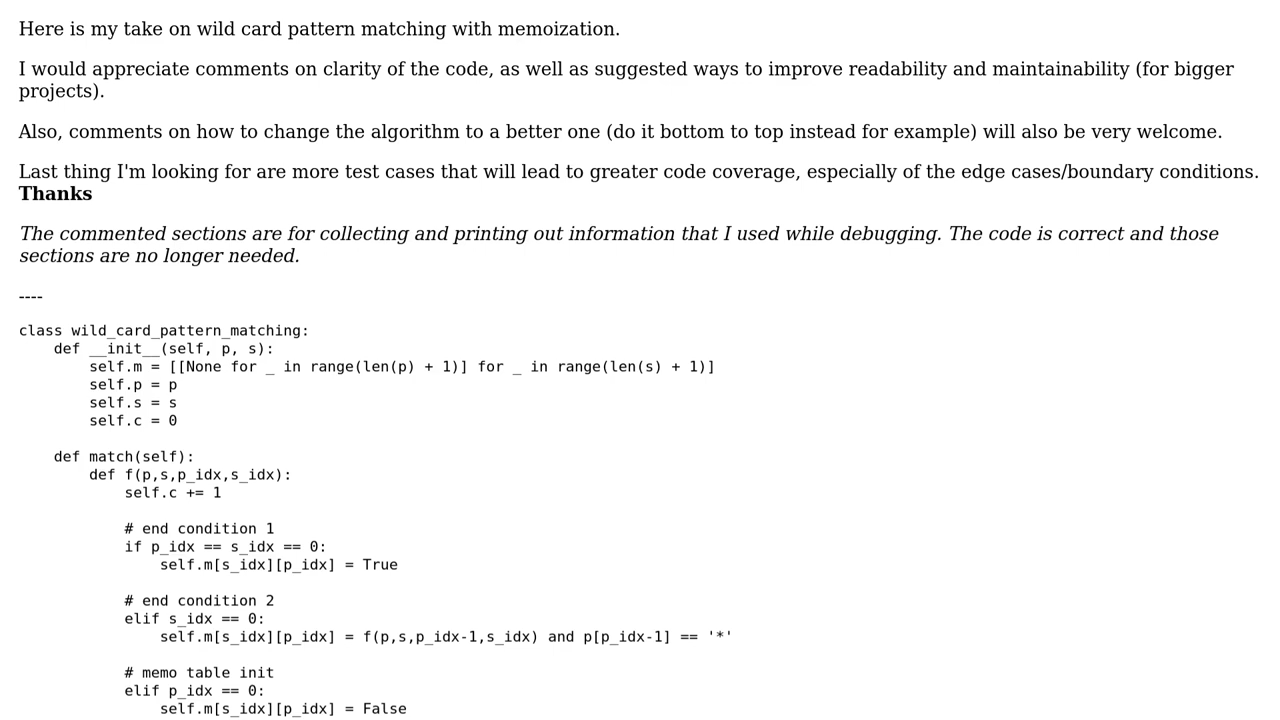 Here is my take on wild card pattern matching with memoization.
I would appreciate comments on clarity of the code, as well as suggested ways to improve readability and maintainability (for bigger
projects).
Also, comments on how to change the algorithm to a better one (do it bottom to top instead for example) will also be very welcome.
Last thing I'm looking for are more test cases that will lead to greater code coverage, especially of the edge cases/boundary conditions.
Thanks
The commented sections are for collecting and printing out information that I used while debugging. The code is correct and those
sections are no longer needed.
----
class wild_card_pattern_matching:
    def __init__(self, p, s):
        self.m = [[None for _ in range(len(p) + 1)] for _ in range(len(s) + 1)]
        self.p = p
        self.s = s
        self.c = 0
    def match(self):
        def f(p,s,p_idx,s_idx):
            self.c += 1
            # end condition 1
            if p_idx == s_idx == 0:
                self.m[s_idx][p_idx] = True
            # end condition 2
            elif s_idx == 0:
                self.m[s_idx][p_idx] = f(p,s,p_idx-1,s_idx) and p[p_idx-1] == '*'
            # memo table init
            elif p_idx == 0:
                self.m[s_idx][p_idx] = False